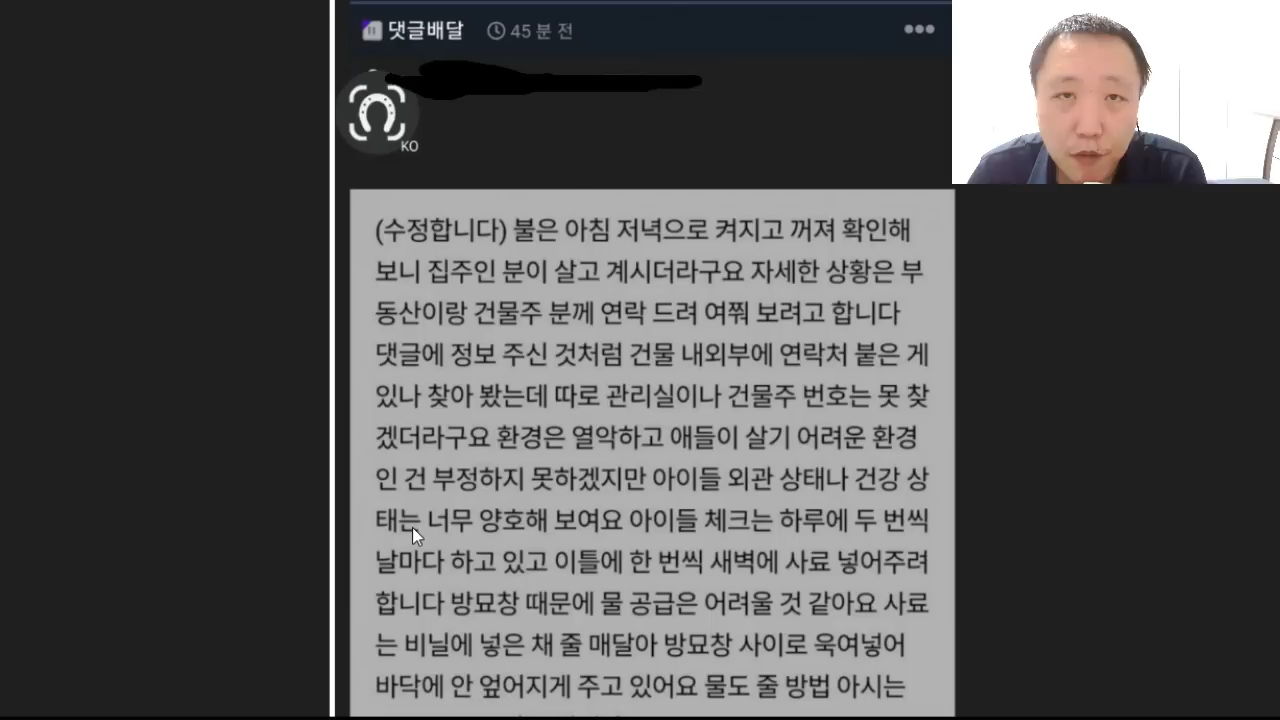 댓글배달 45 분 전
KO
(수정합니다) 불은 아침 저녁으로 켜지고 꺼져 확인해
보니 집주인 분이 살고 계시더라구요 자세한 상황은 부
동산이랑 건물주 분께 연락 드려 여쭤 보려고 합니다
댓글에 정보 주신 것처럼 건물 내외부에 연락처 붙은 게
있나 찾아 봤는데 따로 관리실이나 건물주 번호는 못 찾
겠더라구요 환경은 열악하고 애들이 살기 어려운 환경
인 건 부정하지 못하겠지만 아이들 외관 상태나 건강 상
태는 너무 양호해 보여요 아이들 체크는 하루에 두 번씩
날마다 하고 있고 이틀에 한 번씩 새벽에 사료 넣어주려
합니다 방묘창 때문에 물 공급은 어려울 것 같아요 사료
는 비닐에 넣은 채 줄 매달아 방묘창 사이로 욱여넣어
바닥에 안 엎어지게 주고 있어요 물도 줄 방법 아시는